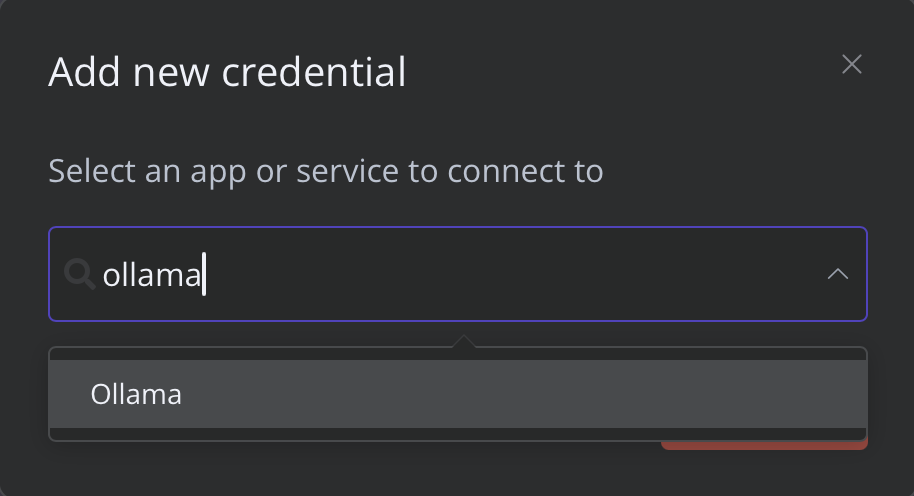 Add new credential
Select an app or service to connect to
ollama
Ollama